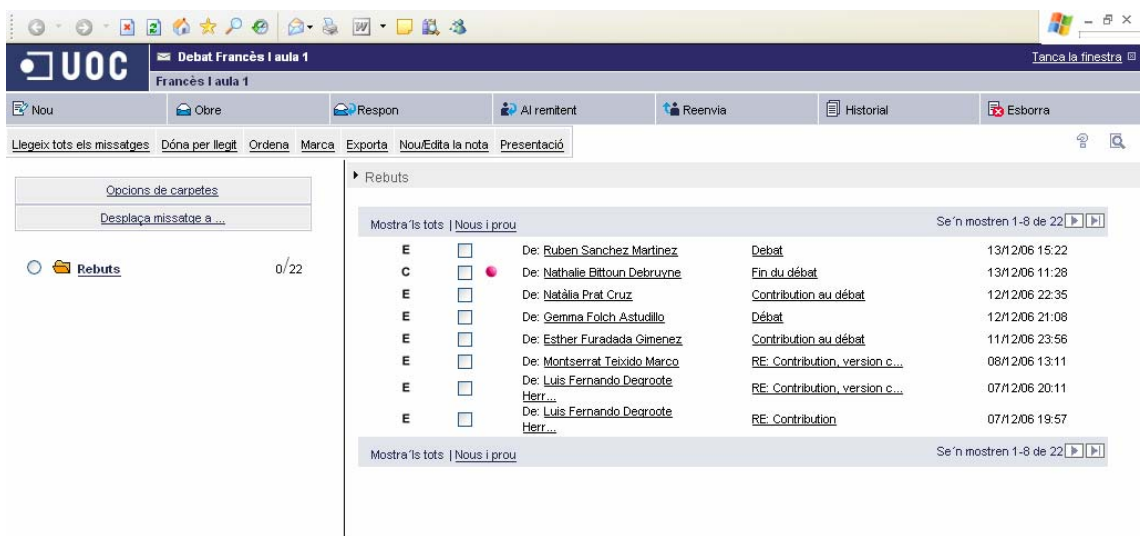 UOC
Debat Francès I aula 1
Tanca la finestra
Francès I aula 1
Nou Obre Respon Al remitent Reenvia Historial Esborra
Llegeix tots els missatges Dóna per llegit Ordena Marca Exporta Nou/Edita la nota Presentació
Opcions de carpetes
Desplaça missatge a ...
Rebuts 0/22
Rebuts
Mostra´ls tots | Nous i prou Se´n mostren 1-8 de 22
E De: Ruben Sanchez Martinez Debat 13/12/06 15:22
C De: Nathalie Bittoun Debruyne Fin du débat 13/12/06 11:28
E De: Natàlia Prat Cruz Contribution au débat 12/12/06 22:35
E De: Gemma Folch Astudillo Débat 12/12/06 21:08
E De: Esther Furadada Gimenez Contribution au débat 11/12/06 23:56
E De: Montserrat Teixido Marco RE: Contribution, version c... 08/12/06 13:11
E De: Luis Fernando Degroote Herr... RE: Contribution, version c... 07/12/06 20:11
E De: Luis Fernando Degroote Herr... RE: Contribution 07/12/06 19:57
Mostra´ls tots | Nous i prou Se´n mostren 1-8 de 22